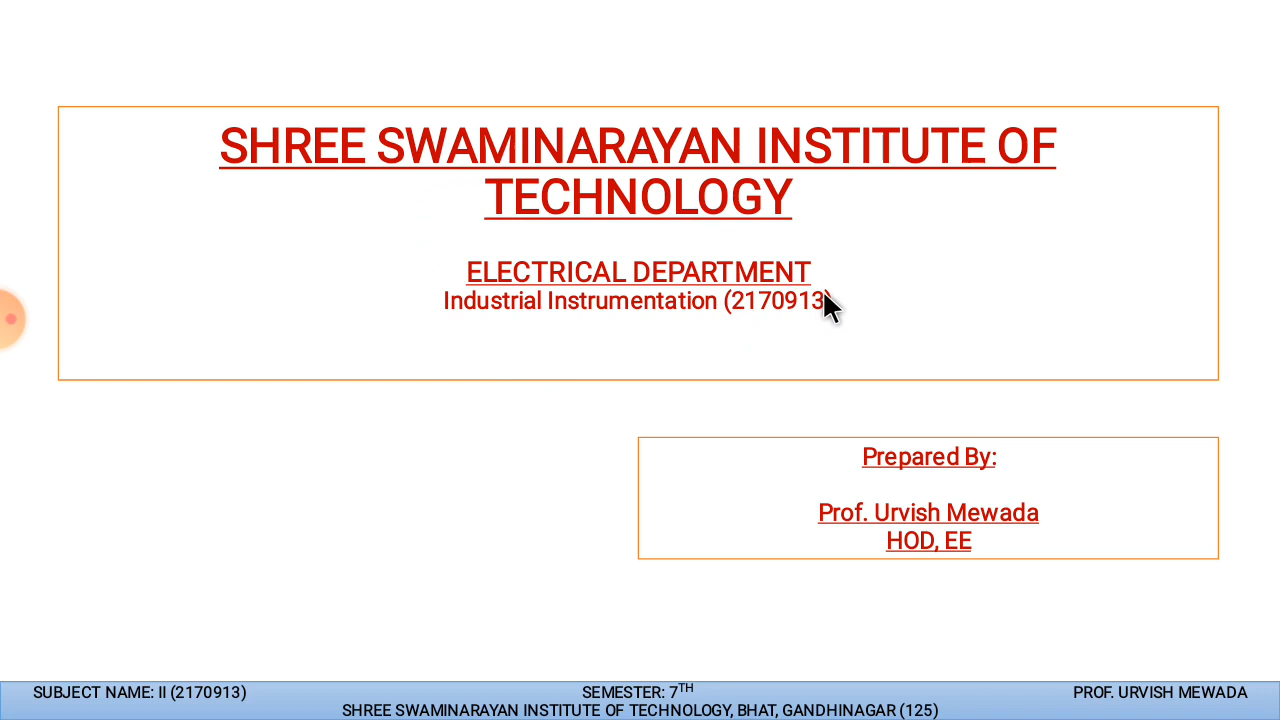 SHREE SWAMINARAYAN INSTITUTE OF
TECHNOLOGY
ELECTRICAL DEPARTMENT
Industrial Instrumentation (2170913)
Prepared By:
Prof. Urvish Mewada
HOD, EE
SUBJECT NAME: II (2170913) SEMESTER: 7TH PROF. URVISH MEWADA
SHREE SWAMINARAYAN INSTITUTE OF TECHNOLOGY, BHAT, GANDHINAGAR (125)